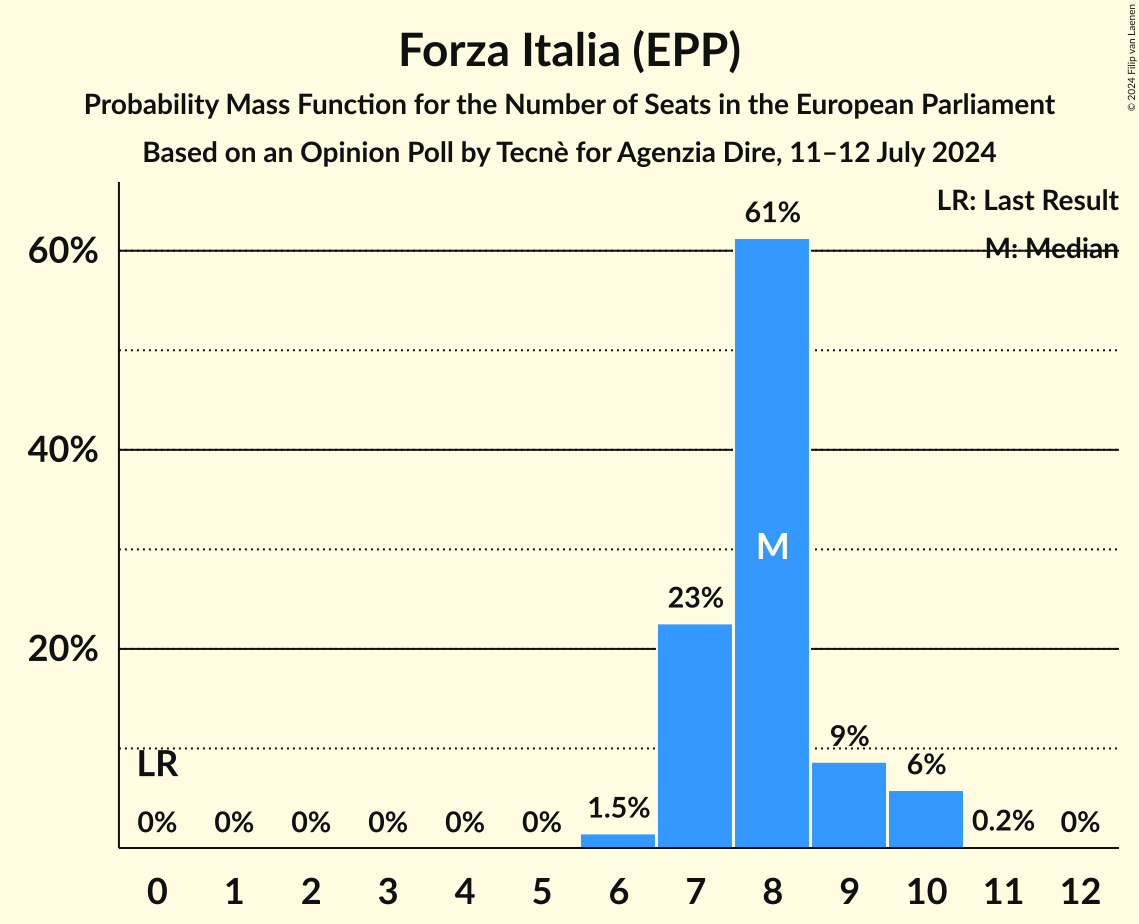 Forza Italia (EPP)
Probability Mass Function for the Number of Seats in the European Parliament
Based on an Opinion Poll by Tecnè for Agenzia Dire, 11–12 July 2024
© 2024 Filip van Laenen
LR: Last Result
M: Median
60%
40%
20%
61%
M
23%
9%
6%
LR
1.5%
0% 0% 0% 0% 0% 0% 0.2% 0%
0 1 2 3 4 5 6 7 8 9 10 11 12